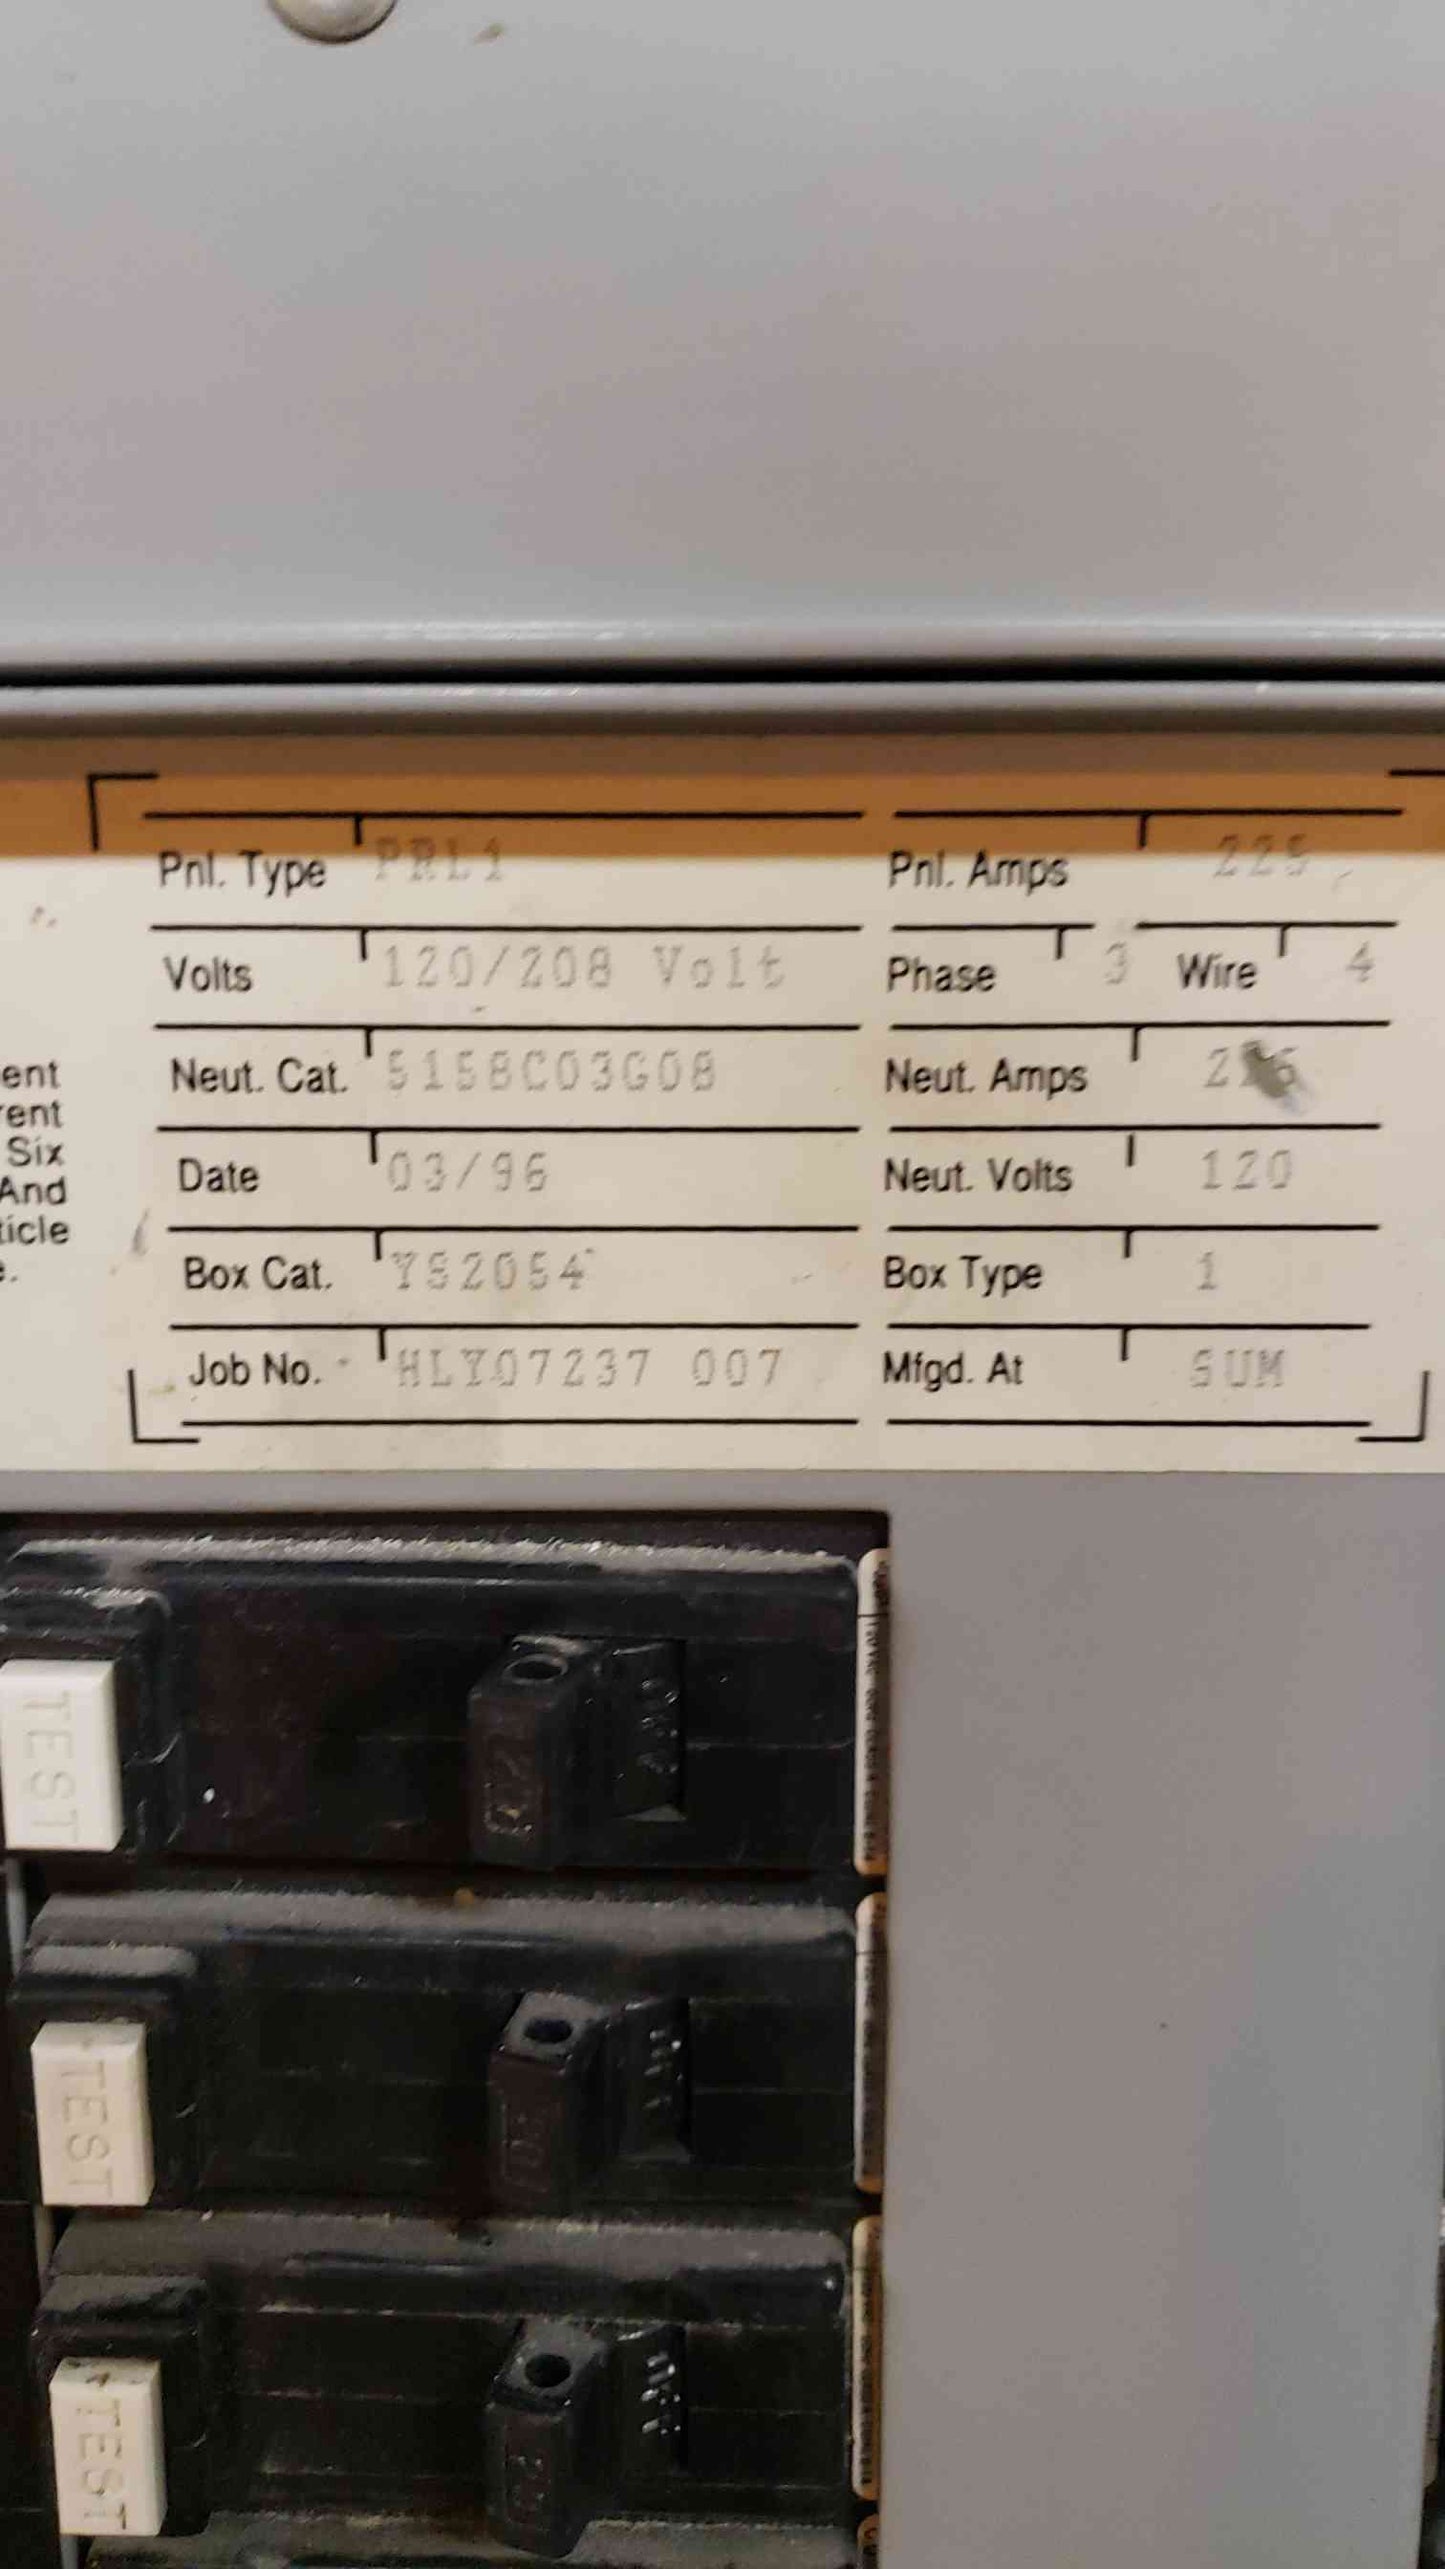 Pnl. Type PRL1 Pnl. Amps 225
Volts 120/208 Volt Phase 3 Wire 4
Neut. Cat. 5158C03G08 Neut. Amps
Date 03/96 Neut. Volts 120
Box Cat. YS2054 Box Type 1
Job No. HLY07237 007 Mfgd. At SUM
ent
rent
Six
And
ticle
e.
TEST
TEST
TEST